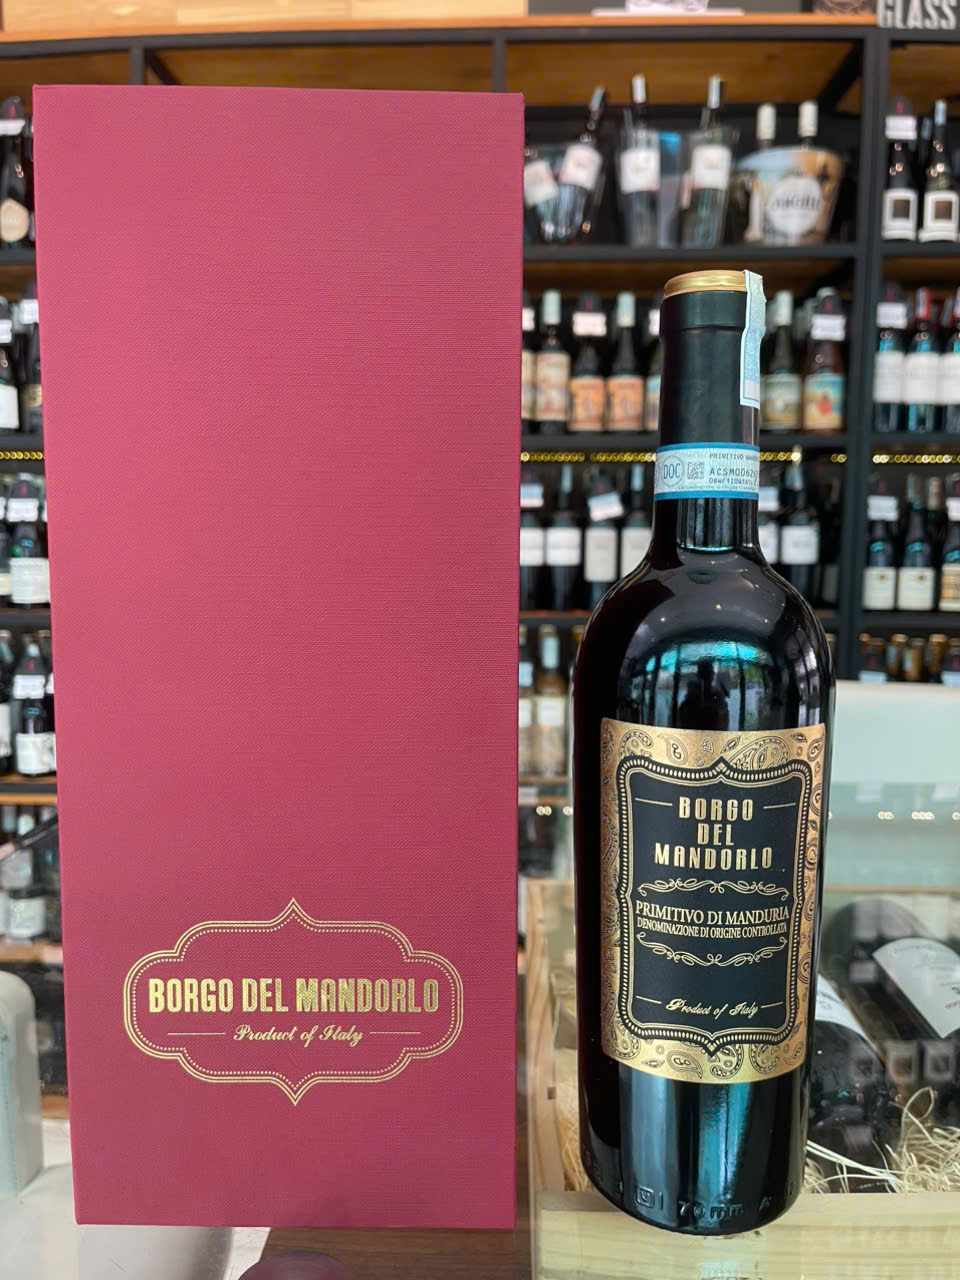 GLASS
BORGO DEL MANDORLO
Product of Italy
DOC
BORGO
DEL
MANDORLO
PRIMITIVO DI MANDURIA
DENOMINAZIONE DI ORIGINE CONTROLLATA
Product of Italy
70mm